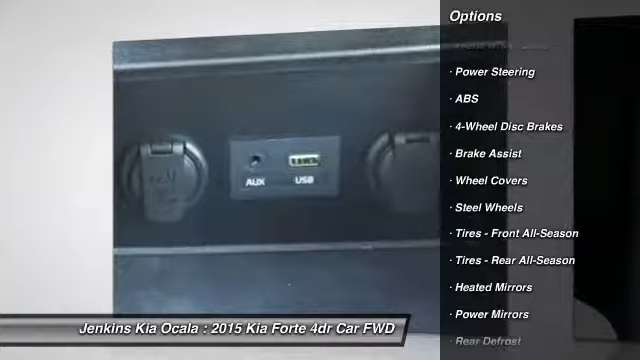 Options
· Power Steering
· ABS
· 4-Wheel Disc Brakes
· Brake Assist
· Wheel Covers
· Steel Wheels
· Tires - Front All-Season
· Tires - Rear All-Season
· Heated Mirrors
· Power Mirrors
· Rear Defrost
AUX
USB
Jenkins Kia Ocala : 2015 Kia Forte 4dr Car FWD